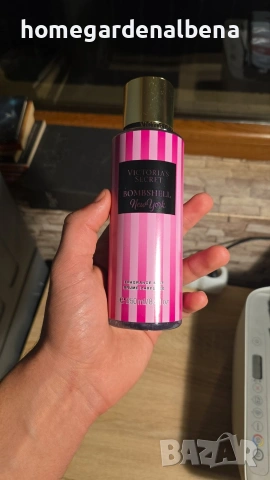 homegardenalbena
VICTORIA'S
SECRET
BOMBSHELL
New York
BAZAR